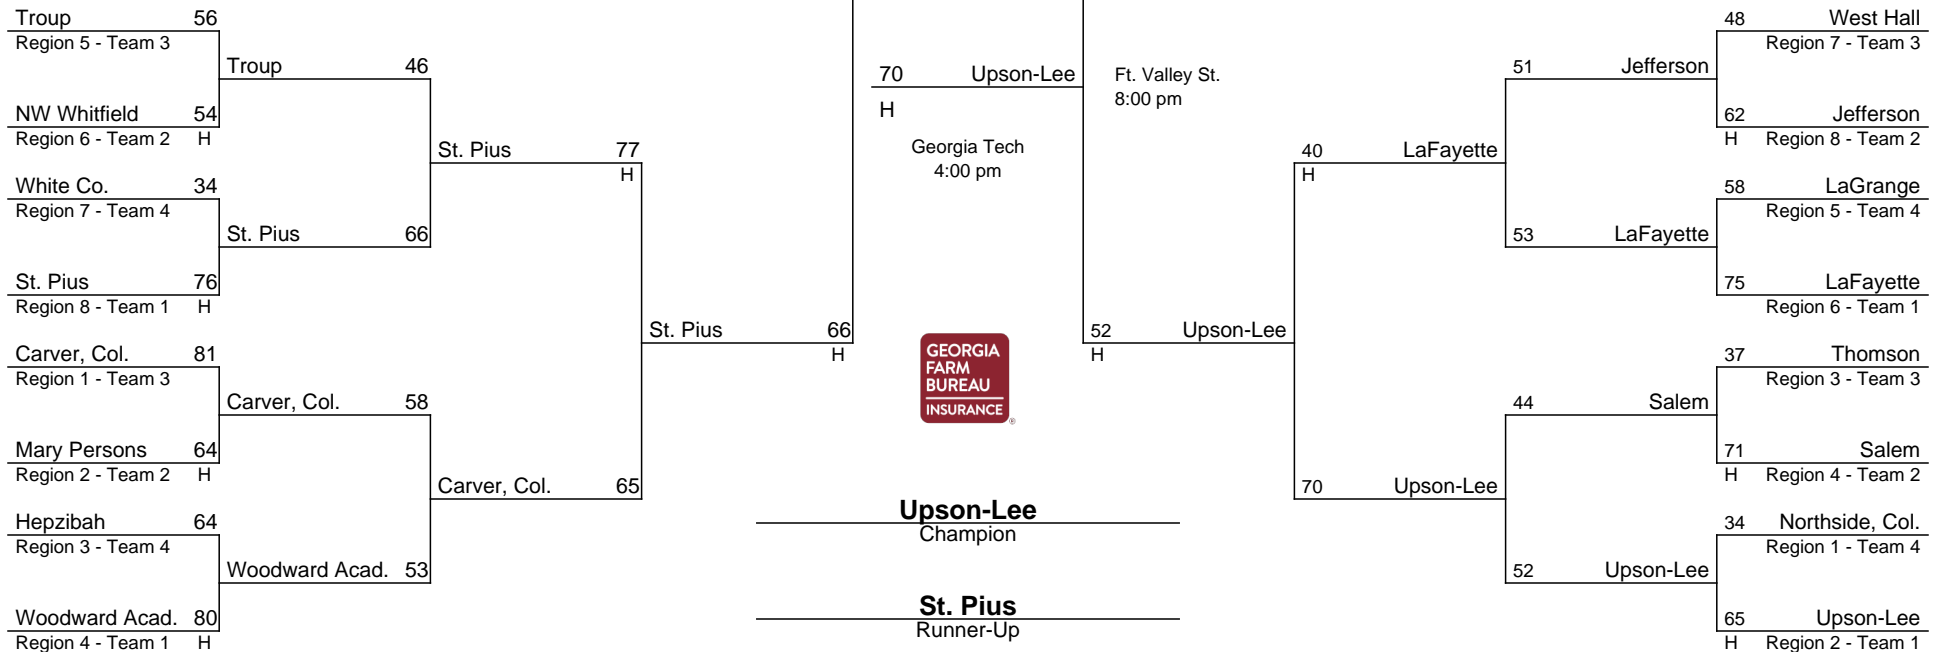 Troup 56
Region 5 - Team 3
Troup 46
NW Whitfield 54
Region 6 - Team 2 H
St. Pius 77
H
White Co. 34
Region 7 - Team 4
St. Pius 66
St. Pius 76
Region 8 - Team 1 H
St. Pius 66
H
Carver, Col. 81
Region 1 - Team 3
Carver, Col. 58
Mary Persons 64
Region 2 - Team 2 H
Carver, Col. 65
Hepzibah 64
Region 3 - Team 4
Woodward Acad. 53
Woodward Acad. 80
Region 4 - Team 1 H
70 Upson-Lee
H
Ft. Valley St.
8:00 pm
Georgia Tech
4:00 pm
GEORGIA
FARM
BUREAU
INSURANCE
®
Upson-Lee
Champion
St. Pius
Runner-Up
48 West Hall
Region 7 - Team 3
51 Jefferson
62 Jefferson
H Region 8 - Team 2
40 LaFayette
H
58 LaGrange
Region 5 - Team 4
53 LaFayette
75 LaFayette
Region 6 - Team 1
52 Upson-Lee
H
37 Thomson
Region 3 - Team 3
44 Salem
71 Salem
H Region 4 - Team 2
70 Upson-Lee
34 Northside, Col.
Region 1 - Team 4
52 Upson-Lee
65 Upson-Lee
H Region 2 - Team 1